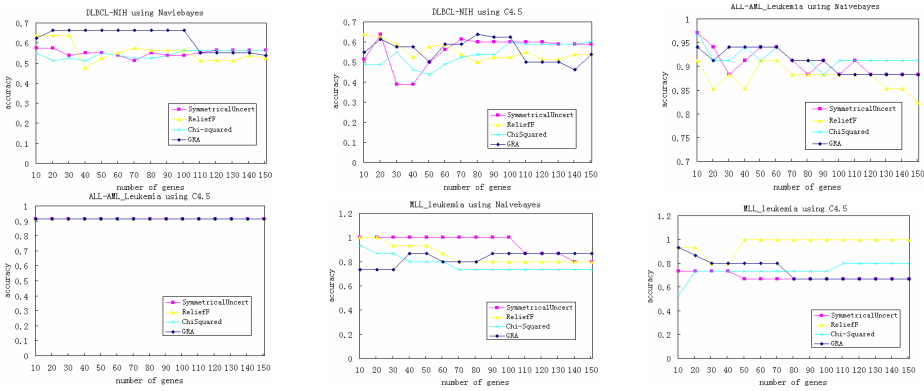 DLBCL-NIH using Naviebayes
accuracy
0.7
0.6
0.5
0.4
0.3
0.2
0.1
0
SymmetricalUncert
ReliefF
Chi-squared
GRA
10 20 30 40 50 60 70 80 90 100 110 120 130 140 150
number of genes
DLBCL-NIH using C4.5
accuracy
0.7
0.6
0.5
0.4
0.3
0.2
0.1
0
SymmetricalUncert
ReliefF
ChiSquared
GRA
10 20 30 40 50 60 70 80 90 100 110 120 130 140 150
number of genes
ALL-AML_Leukemia using Naivebayes
accuracy
1
0.95
0.9
0.85
0.8
0.75
0.7
SymmetricalUncert
ReliefF
ChiSquared
GRA
10 20 30 40 50 60 70 80 90 100 110 120 130 140 150
number of genes
ALL-AML_Leukemia using C4.5
accuracy
1
0.9
0.8
0.7
0.6
0.5
0.4
0.3
0.2
0.1
0
SymmetricalUncert
ReliefF
ChiSquared
GRA
10 20 30 40 50 60 70 80 90 100 110 120 130 140 150
number of genes
MLL_leukemia using Naivebayes
accuracy
1.2
1
0.8
0.6
0.4
0.2
0
SymmetricalUncert
ReliefF
Chi-Squared
GRA
10 20 30 40 50 60 70 80 90 100 110 120 130 140 150
number of genes
MLL_leukemia using C4.5
accuracy
1.2
1
0.8
0.6
0.4
0.2
0
SymmetricalUncert
ReliefF
Chi-Squared
GRA
10 20 30 40 50 60 70 80 90 100 110 120 130 140 150
number of genes